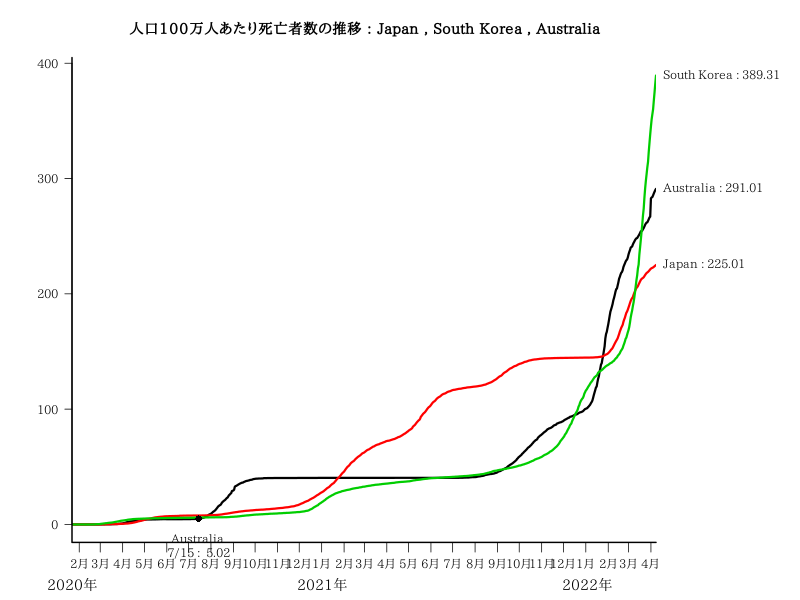 人口100万人あたり死亡者数の推移 : Japan , South Korea , Australia
400
300
200
100
0
South Korea : 389.31
Australia : 291.01
Japan : 225.01
Australia
7/15 : 5.02
2月 3月 4月 5月 6月 7月 8月 9月 10月 11月 12月 1月 2月 3月 4月 5月 6月 7月 8月 9月 10月 11月 12月 1月 2月 3月 4月
2020年 2021年 2022年